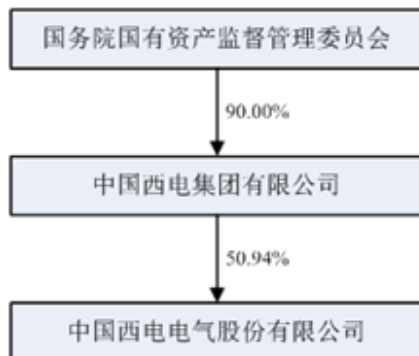 国务院国有资产监督管理委员会
90.00%
中国西电集团有限公司
50.94%
中国西电电气股份有限公司